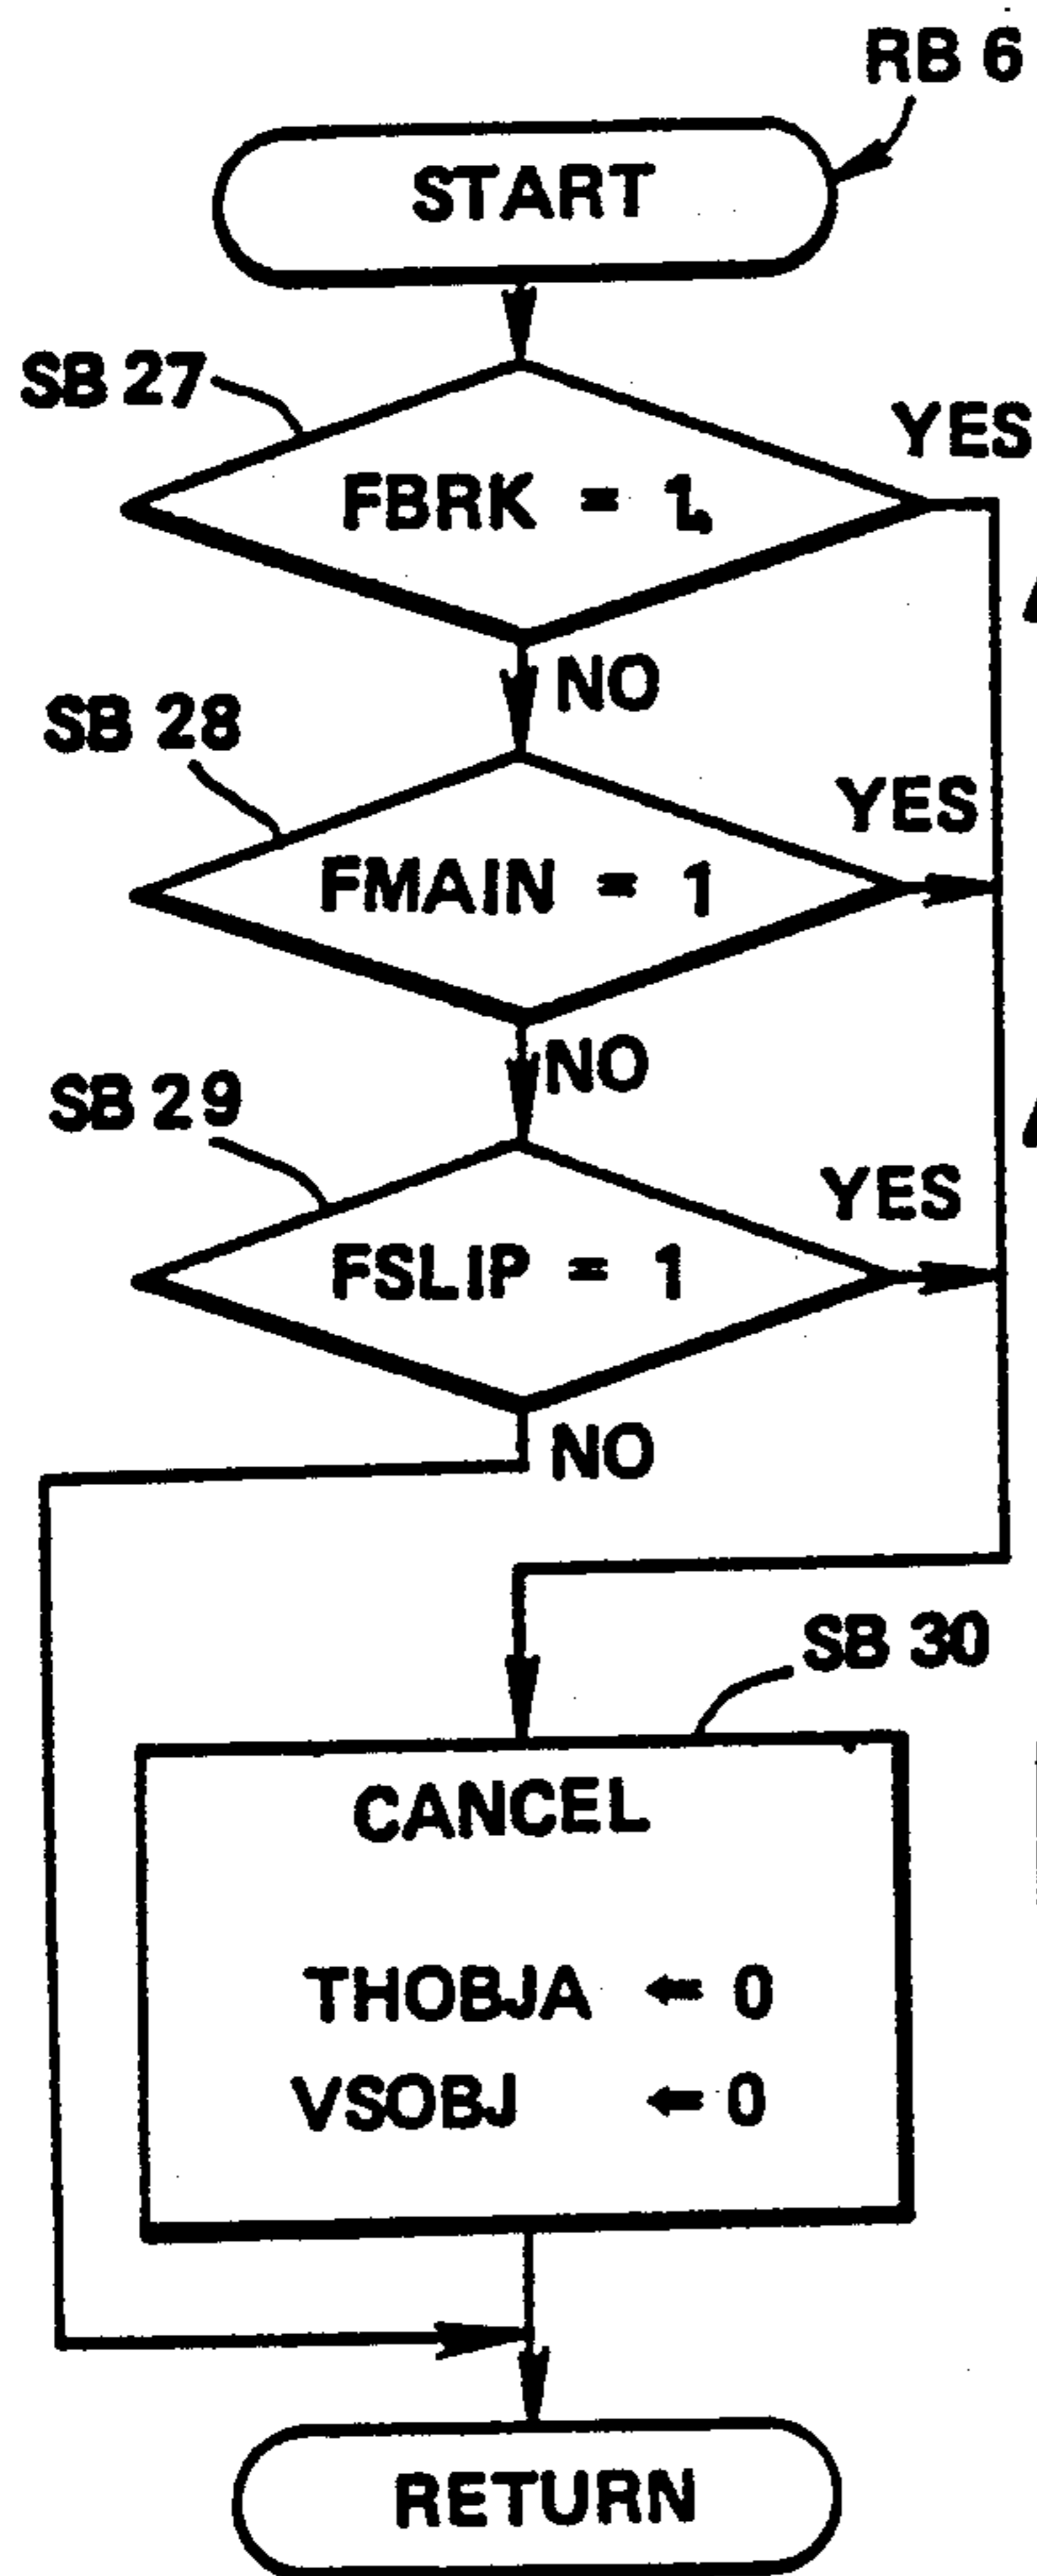 RB 6
START
SB 27
YES
FBRK = 1
NO
SB 28
YES
FMAIN = 1
NO
SB 29
YES
FSLIP = 1
NO
SB 30
CANCEL
THOBJA ← 0
VSOBJ ← 0
RETURN